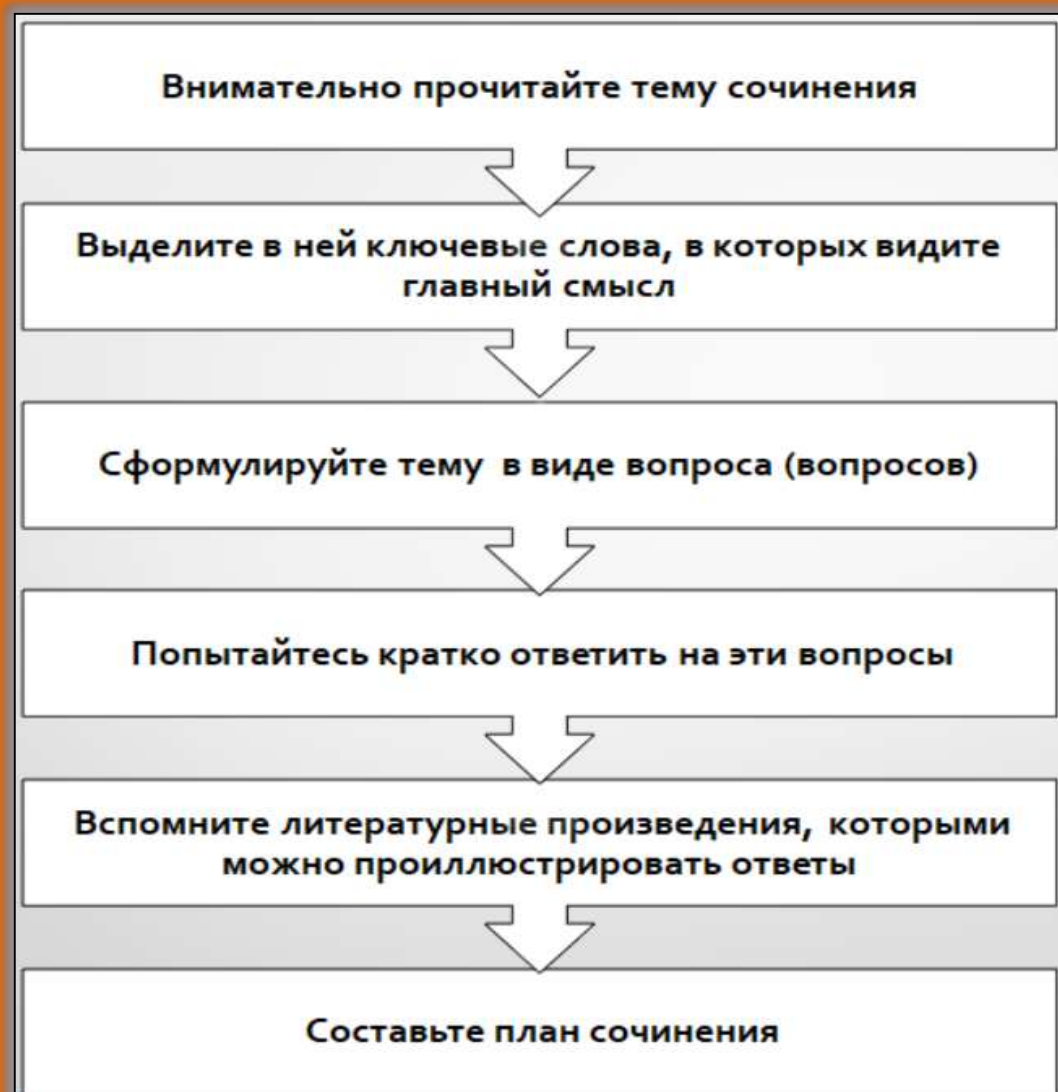 Внимательно прочитайте тему сочинения
Выделите в ней ключевые слова, в которых видите
главный смысл
Сформулируйте тему в виде вопроса (вопросов)
Попытайтесь кратко ответить на эти вопросы
Вспомните литературные произведения, которыми
можно проиллюстрировать ответы
Составьте план сочинения